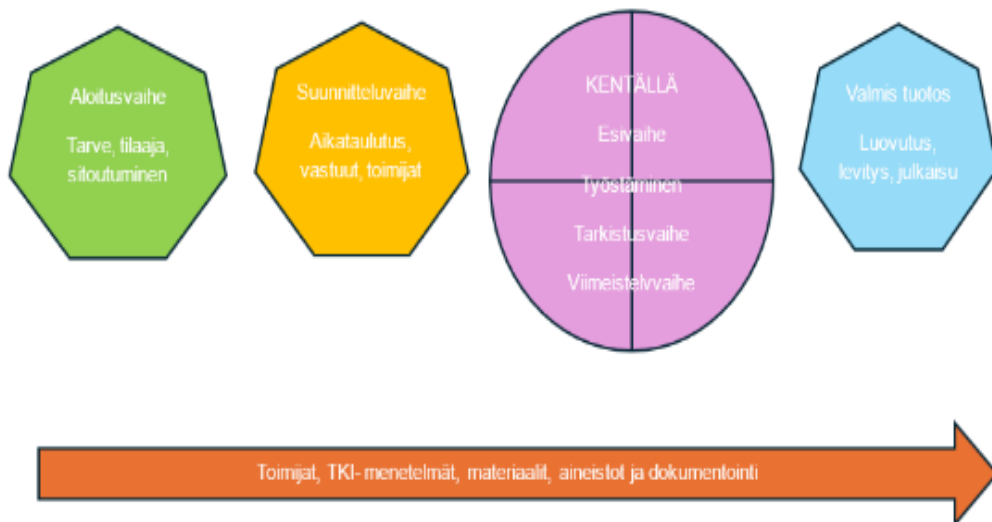 Aloitusvaihe
Tarve, tilaaja,
sitoutuminen
Suunnitteluvaihe
Aikataulutus,
vastuut, toimijat
KENTÄLLÄ
Esivaihe
Työstäminen
Tarkistusvaihe
Viimeistelyvaihe
Valmis tuotos
Luovutus,
levitys, julkaisu
Toimijat, TKI- menetelmät, materiaalit, aineistot ja dokumentointi